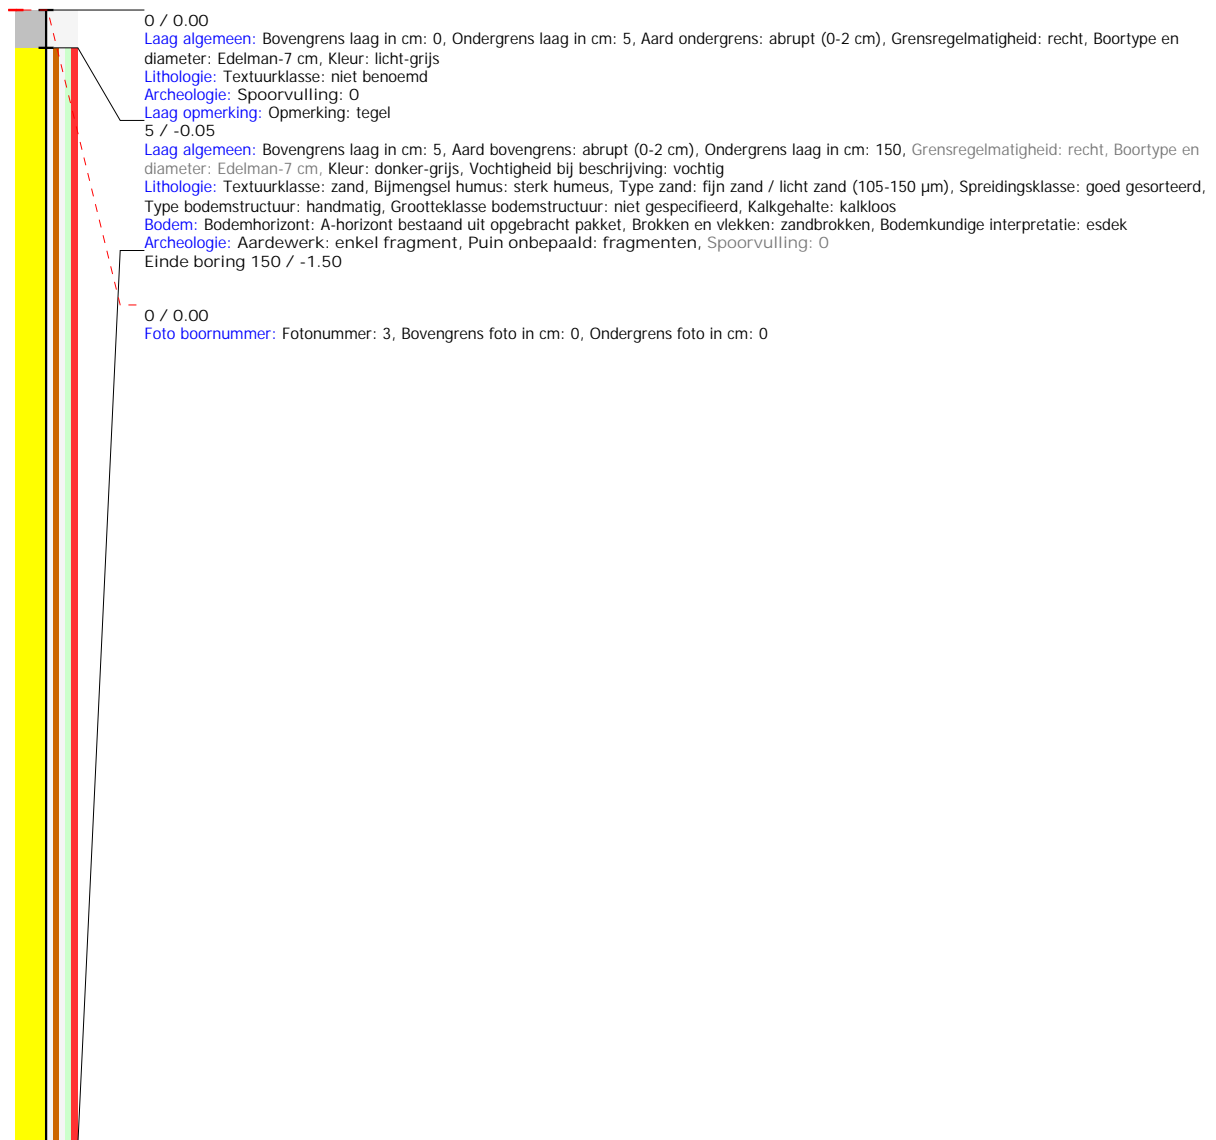 0 / 0.00
Laag algemeen: Bovengrens laag in cm: 0, Ondergrens laag in cm: 5, Aard ondergrens: abrupt (0-2 cm), Grensregelmatigheid: recht, Boortype en
diameter: Edelman-7 cm, Kleur: licht-grijs
Lithologie: Textuurklasse: niet benoemd
Archeologie: Spoorvulling: 0
Laag opmerking: Opmerking: tegel
5 / -0.05
Laag algemeen: Bovengrens laag in cm: 5, Aard bovengrens: abrupt (0-2 cm), Ondergrens laag in cm: 150, Grensregelmatigheid: recht, Boortype en
diameter: Edelman-7 cm, Kleur: donker-grijs, Vochtigheid bij beschrijving: vochtig
Lithologie: Textuurklasse: zand, Bijmengsel humus: sterk humeus, Type zand: fijn zand / licht zand (105-150 µm), Spreidingsklasse: goed gesorteerd,
Type bodemstructuur: handmatig, Grootteklasse bodemstructuur: niet gespecifieerd, Kalkgehalte: kalkloos
Bodem: Bodemhorizont: A-horizont bestaand uit opgebracht pakket, Brokken en vlekken: zandbrokken, Bodemkundige interpretatie: esdek
Archeologie: Aardewerk: enkel fragment, Puin onbepaald: fragmenten, Spoorvulling: 0
Einde boring 150 / -1.50
0 / 0.00
Foto boornummer: Fotonummer: 3, Bovengrens foto in cm: 0, Ondergrens foto in cm: 0